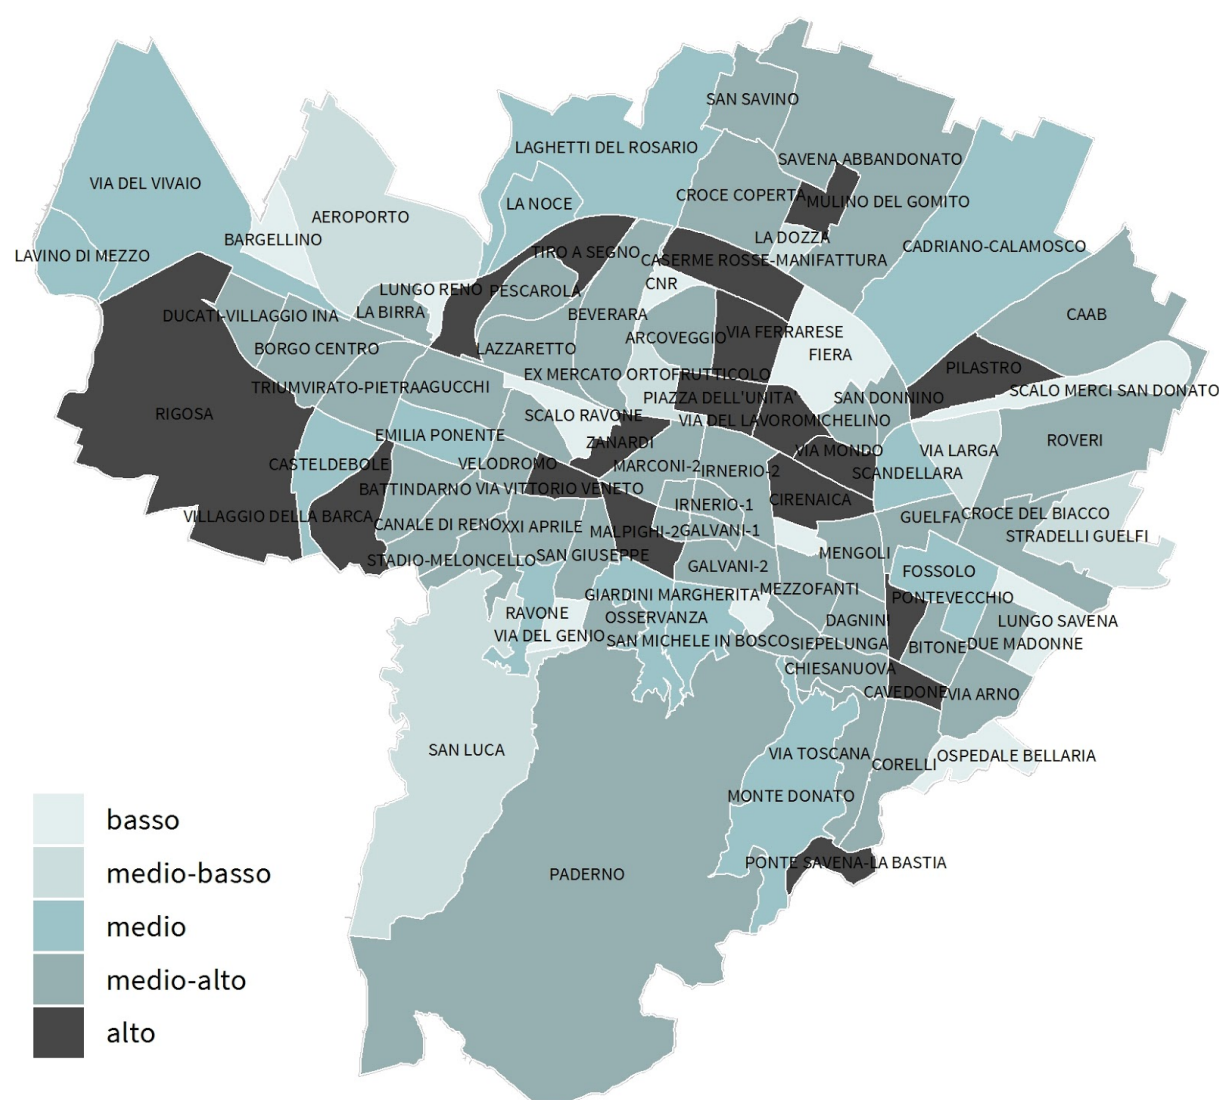 SAN SAVINO
LAGHETTI DEL ROSARIO
SAVENA ABBANDONATO
VIA DEL VIVAIO
CROCE COPERTA
MULINO DEL GOMITO
LA NOCE
AEROPORTO
BARGELLINO
LA DOZZA
CADRIANO-CALAMOSCO
LAVINO DI MEZZO
TIRO A SEGNO
CASERME ROSSE-MANIFATTURA
LUNGO RENO
PESCAROLA
CNR
DUCATI-VILLAGGIO INA
LA BIRRA
BEVERARA
CAAB
ARCOVEGGIO
VIA FERRARESE
BORGO CENTRO
LAZZARETTO
FIERA
PILASTRO
TRIUMVIRATO-PIETRA
AGUCCHI
EX MERCATO ORTOFRUTTICOLO
SCALO MERCI SAN DONATO
PIAZZA DELL'UNITA'
SAN DONNINO
RIGOSA
SCALO RAVONE
VIA DEL LAVORO
MICHELINO
EMILIA PONENTE
ZANARDI
VIA MONDO
VIA LARGA
ROVERI
CASTELDEBOLE
VELODROMO
MARCONI-2
IRNERIO-2
SCANDELLARA
BATTINDARNO
VIA VITTORIO VENETO
CIRENAICA
IRNERIO-1
VILLAGGIO DELLA BARCA
CANALE DI RENO
XXI APRILE
MALPIGHI-2
GALVANI-1
GUELFA
CROCE DEL BIACCO
STRADELLI GUELFI
STADIO-MELONCELLO
SAN GIUSEPPE
GALVANI-2
MENGOLI
FOSSOLO
GIARDINI MARGHERITA
MEZZOFANTI
PONTEVECCHIO
RAVONE
OSSERVANZA
DAGNINI
LUNGO SAVENA
VIA DEL GENIO
SAN MICHELE IN BOSCO
SIEPELUNGA
BITONE
DUE MADONNE
CHIESANUOVA
CAVEDONE
VIA ARNO
SAN LUCA
VIA TOSCANA
CORELLI
OSPEDALE BELLARIA
MONTE DONATO
PONTE SAVENA-LA BASTIA
PADERNO
basso
medio-basso
medio
medio-alto
alto